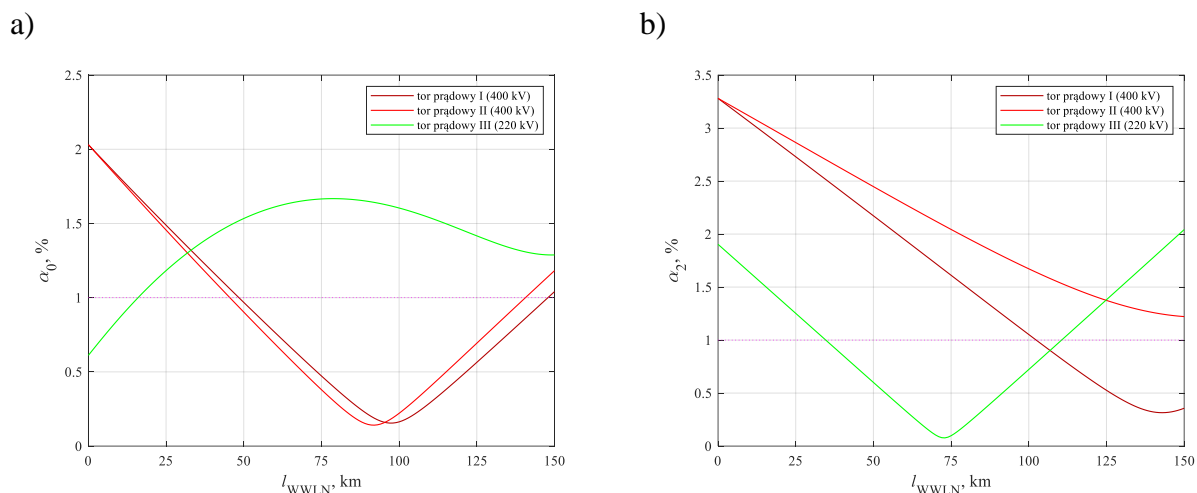 a)
b)
2.5
2
1.5
1
0.5
0
α0, %
tor prądowy I (400 kV)
tor prądowy II (400 kV)
tor prądowy III (220 kV)
0 25 50 75 100 125 150
lWWLN, km
3.5
3
2.5
2
1.5
1
0.5
0
α2, %
tor prądowy I (400 kV)
tor prądowy II (400 kV)
tor prądowy III (220 kV)
0 25 50 75 100 125 150
lWWLN, km